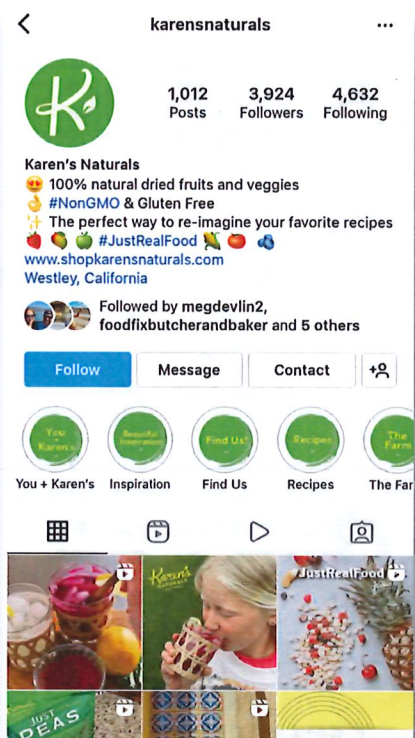 karensnaturals
K
1,012 3,924 4,632
Posts Followers Following
Karen's Naturals
😍 100% natural dried fruits and veggies
👌 #NonGMO & Gluten Free
✨ The perfect way to re-imagine your favorite recipes
🍓 🥭 🍏 #JustRealFood 🌽 🍅 🫐
www.shopkarensnaturals.com
Westley, California
Followed by megdevlin2,
foodfixbutcherandbaker and 5 others
Follow Message Contact
You + Karen's Beautiful Inspiration Find Us! Recipes The Farm
You + Karen's Inspiration Find Us Recipes The Far
Karen's NATURALS #JustRealFood
JUST
PEAS